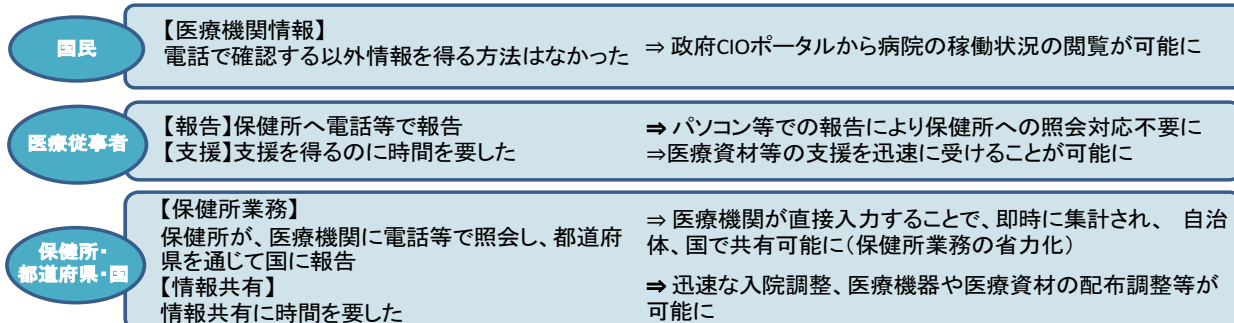 国民
【医療機関情報】
電話で確認する以外情報を得る方法はなかった
⇒ 政府CIOポータルから病院の稼働状況の閲覧が可能に
医療従事者
【報告】保健所へ電話等で報告
【支援】支援を得るのに時間を要した
⇒ パソコン等での報告により保健所への照会対応不要に
⇒医療資材等の支援を迅速に受けることが可能に
保健所・
都道府県・国
【保健所業務】
保健所が、医療機関に電話等で照会し、都道府
県を通じて国に報告
【情報共有】
情報共有に時間を要した
⇒ 医療機関が直接入力することで、即時に集計され、 自治
体、国で共有可能に（保健所業務の省力化）
⇒ 迅速な入院調整、医療機器や医療資材の配布調整等が
可能に